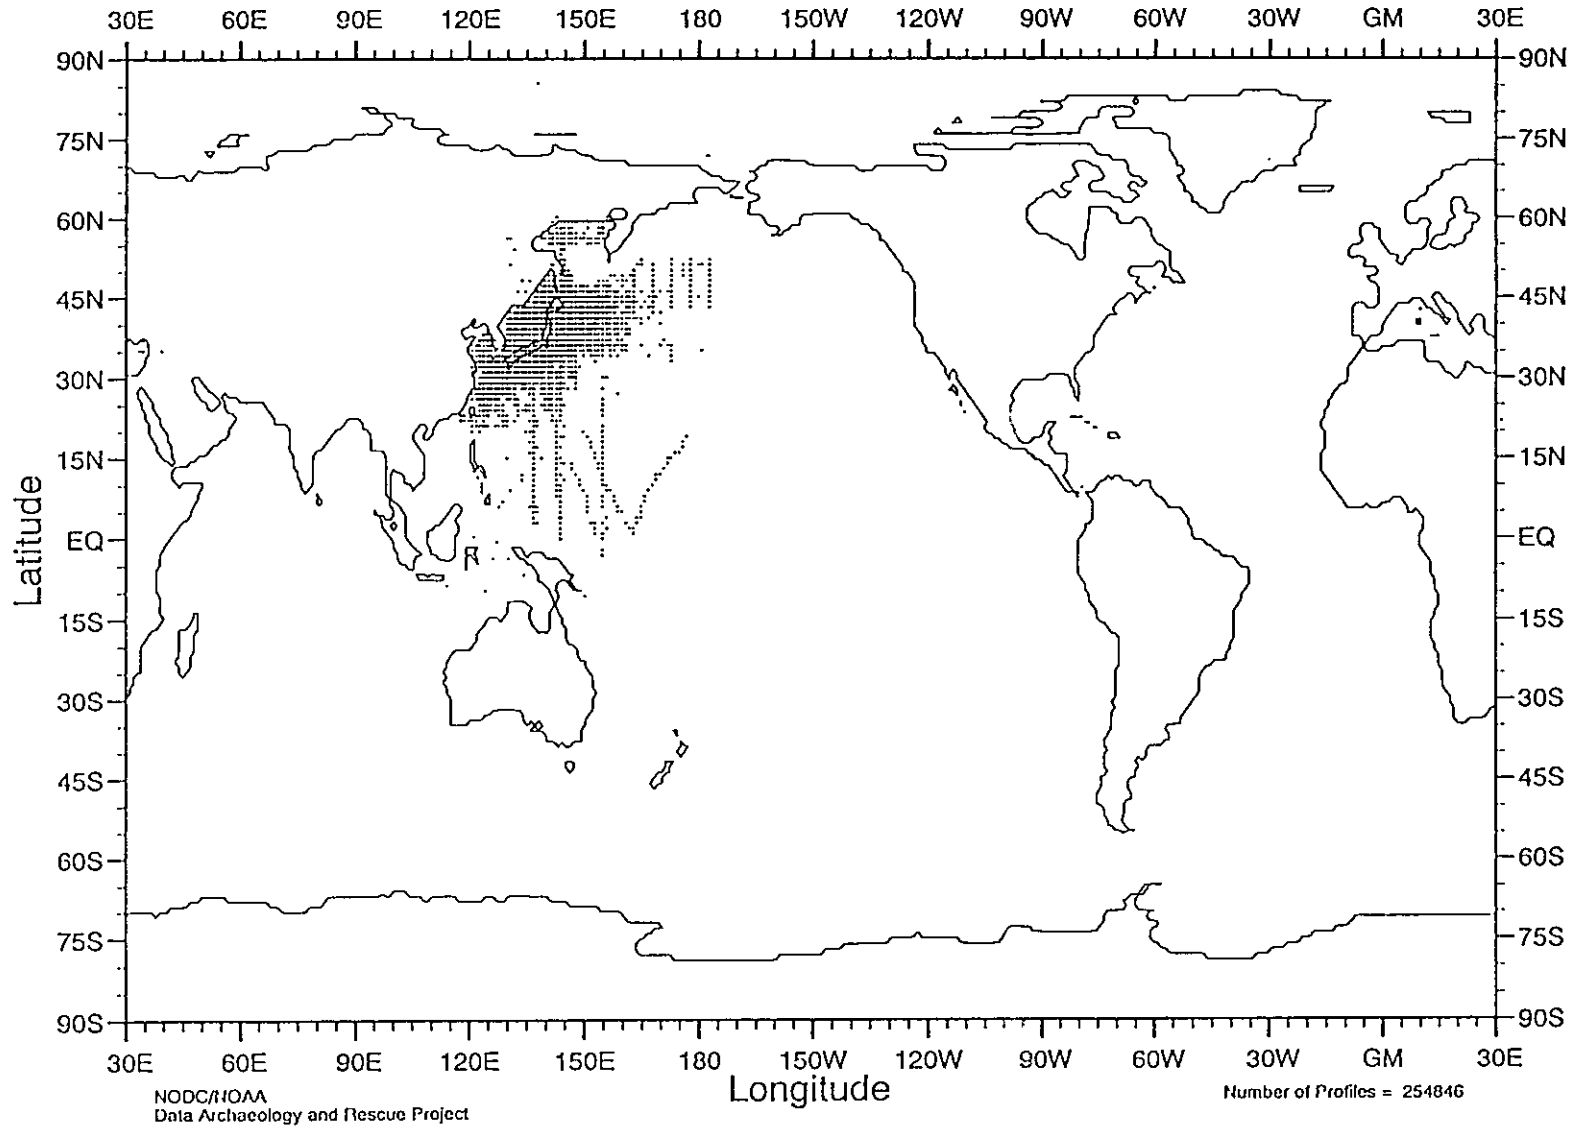 30E 60E 90E 120E 150E 180 150W 120W 90W 60W 30W GM 30E
90N 90N
75N 75N
60N 60N
45N 45N
30N 30N
15N 15N
EQ EQ
15S 15S
30S 30S
45S 45S
60S 60S
75S 75S
90S 90S
Latitude
30E 60E 90E 120E 150E 180 150W 120W 90W 60W 30W GM 30E
Longitude
NODC/NOAA
Data Archaeology and Rescue Project
Number of Profiles = 254846